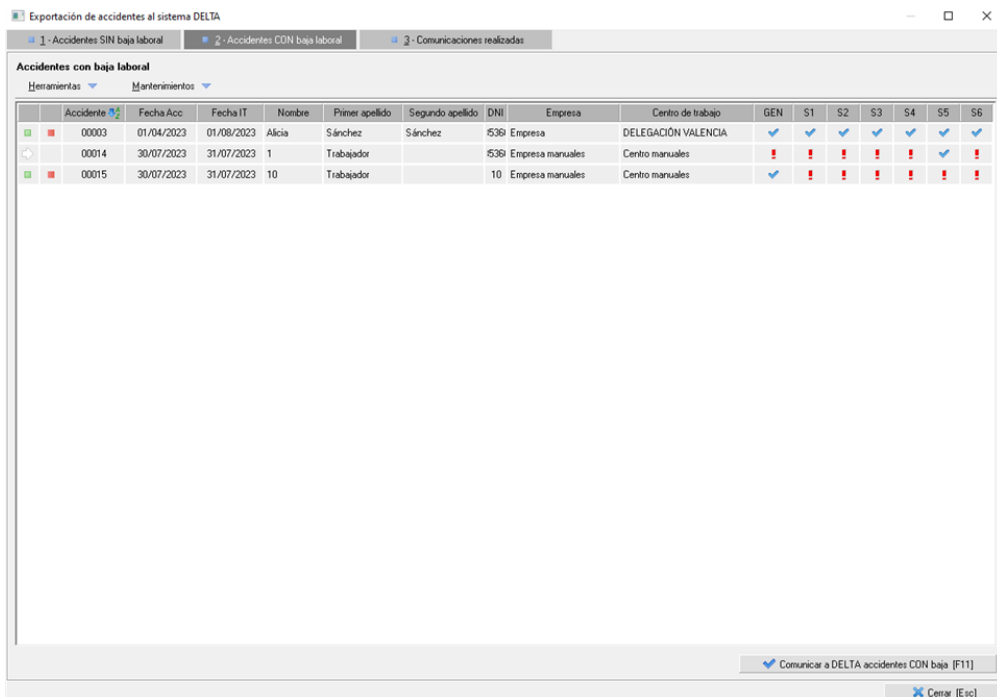 Exportación de accidentes al sistema DELTA
1 - Accidentes SIN baja laboral 2 - Accidentes CON baja laboral 3 - Comunicaciones realizadas
Accidentes con baja laboral
Herramientas Mantenimientos
Accidente Fecha Acc Fecha IT Nombre Primer apellido Segundo apellido DNI Empresa Centro de trabajo GEN S1 S2 S3 S4 S5 S6
00003 01/04/2023 01/08/2023 Alicia Sánchez Sánchez Empresa DELEGACIÓN VALENCIA
00014 30/07/2023 31/07/2023 1 Trabajador Empresa manuales Centro manuales
00015 30/07/2023 31/07/2023 10 Trabajador 10 Empresa manuales Centro manuales
Comunicar a DELTA accidentes CON baja [F11]
Cerrar [Esc]